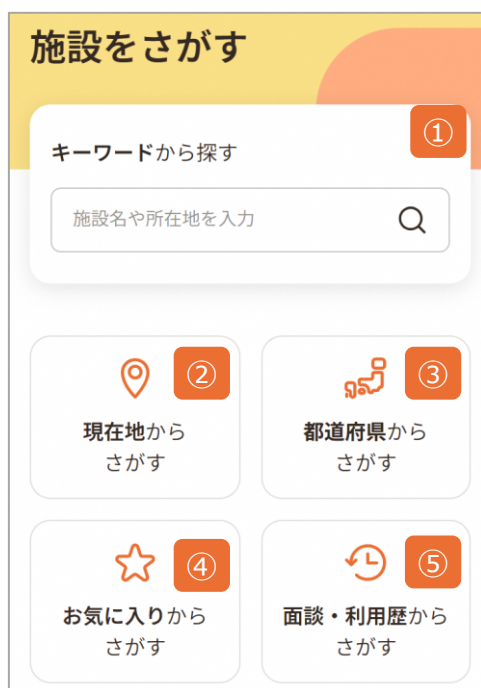 施設をさがす
①
キーワードから探す
施設名や所在地を入力
②
現在地から
さがす
③
都道府県から
さがす
④
お気に入りから
さがす
⑤
面談・利用歴から
さがす